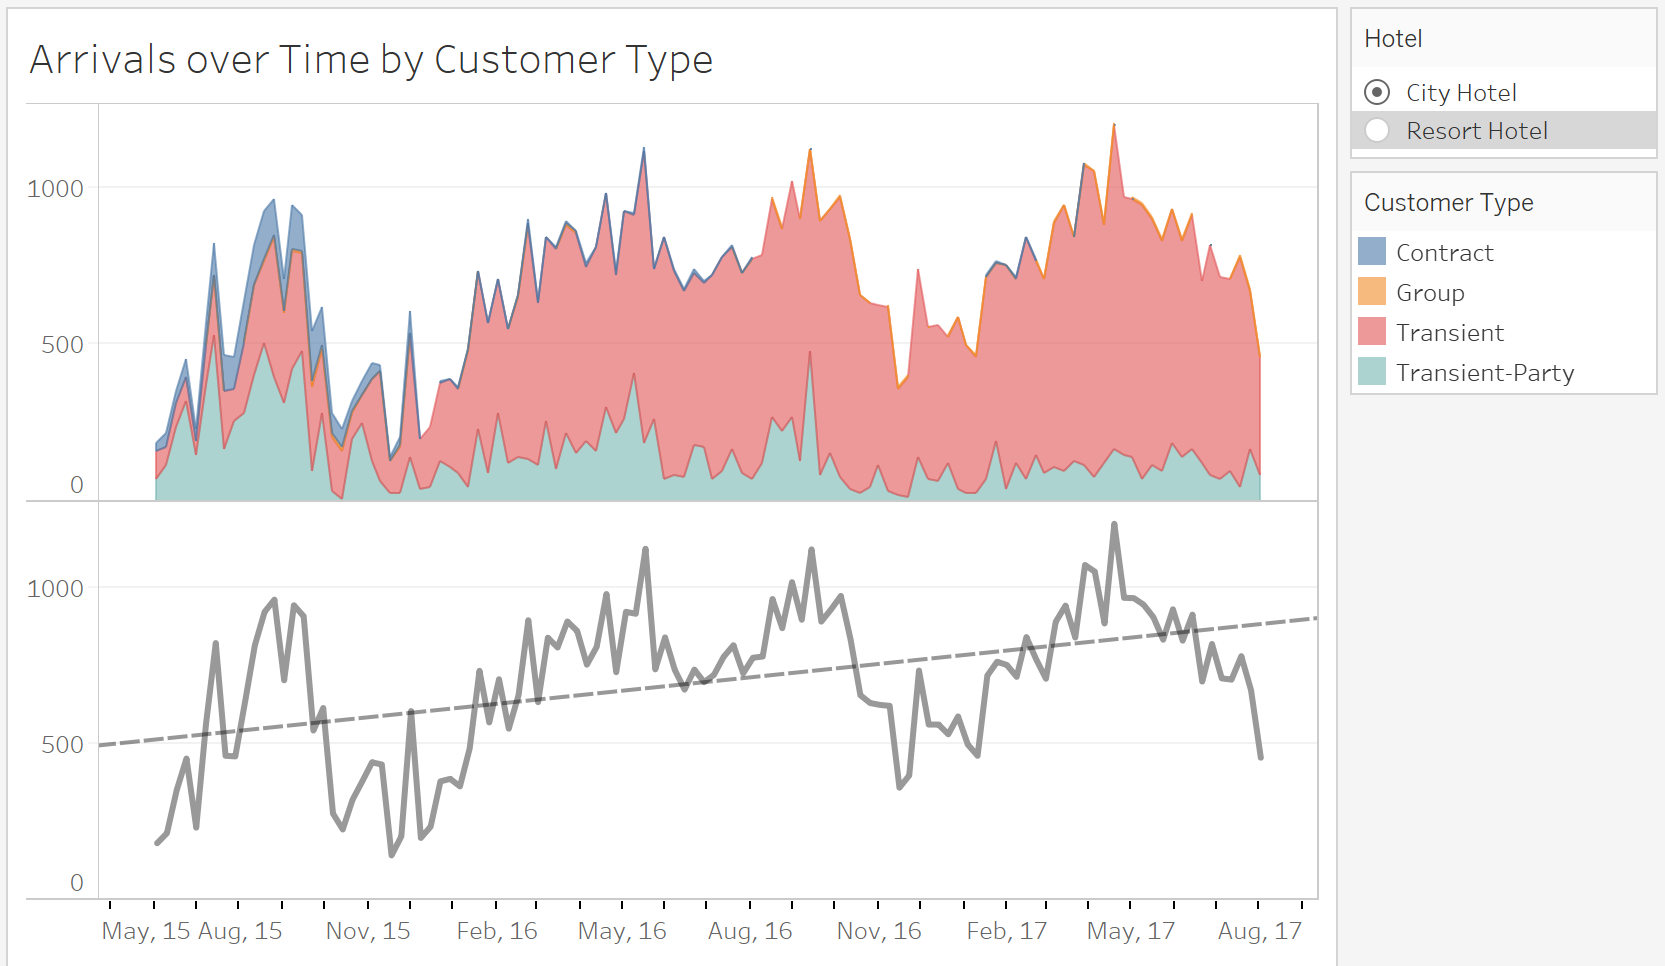 Arrivals over Time by Customer Type
1000
500
0
1000
500
0
May, 15 Aug, 15 Nov, 15 Feb, 16 May, 16 Aug, 16 Nov, 16 Feb, 17 May, 17 Aug, 17
Hotel
City Hotel
Resort Hotel
Customer Type
Contract
Group
Transient
Transient-Party